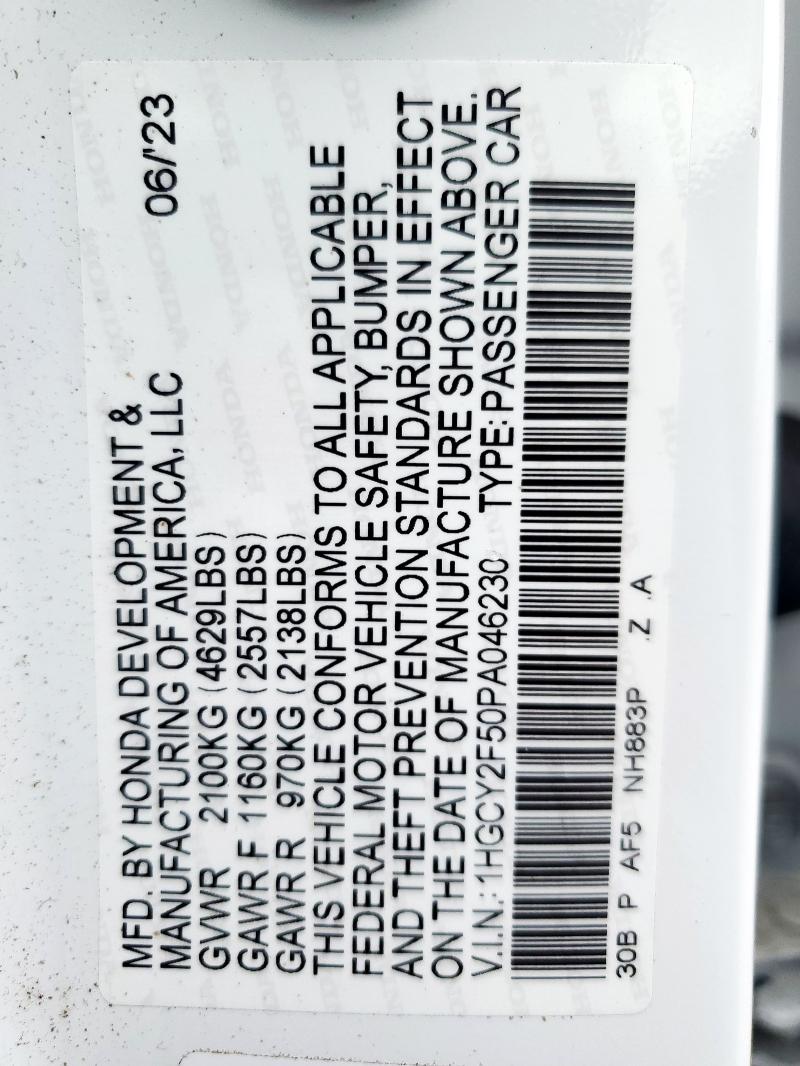 MFD. BY HONDA DEVELOPMENT &
MANUFACTURING OF AMERICA, LLC 06/'23
GVWR 2100KG (4629LBS)
GAWR F 1160KG (2557LBS)
GAWR R 970KG (2138LBS)
THIS VEHICLE CONFORMS TO ALL APPLICABLE
FEDERAL MOTOR VEHICLE SAFETY, BUMPER,
AND THEFT PREVENTION STANDARDS IN EFFECT
ON THE DATE OF MANUFACTURE SHOWN ABOVE.
V.I.N.: 1HGCY2F50PA046230 TYPE: PASSENGER CAR
30B P AF5 NH883P .Z .A